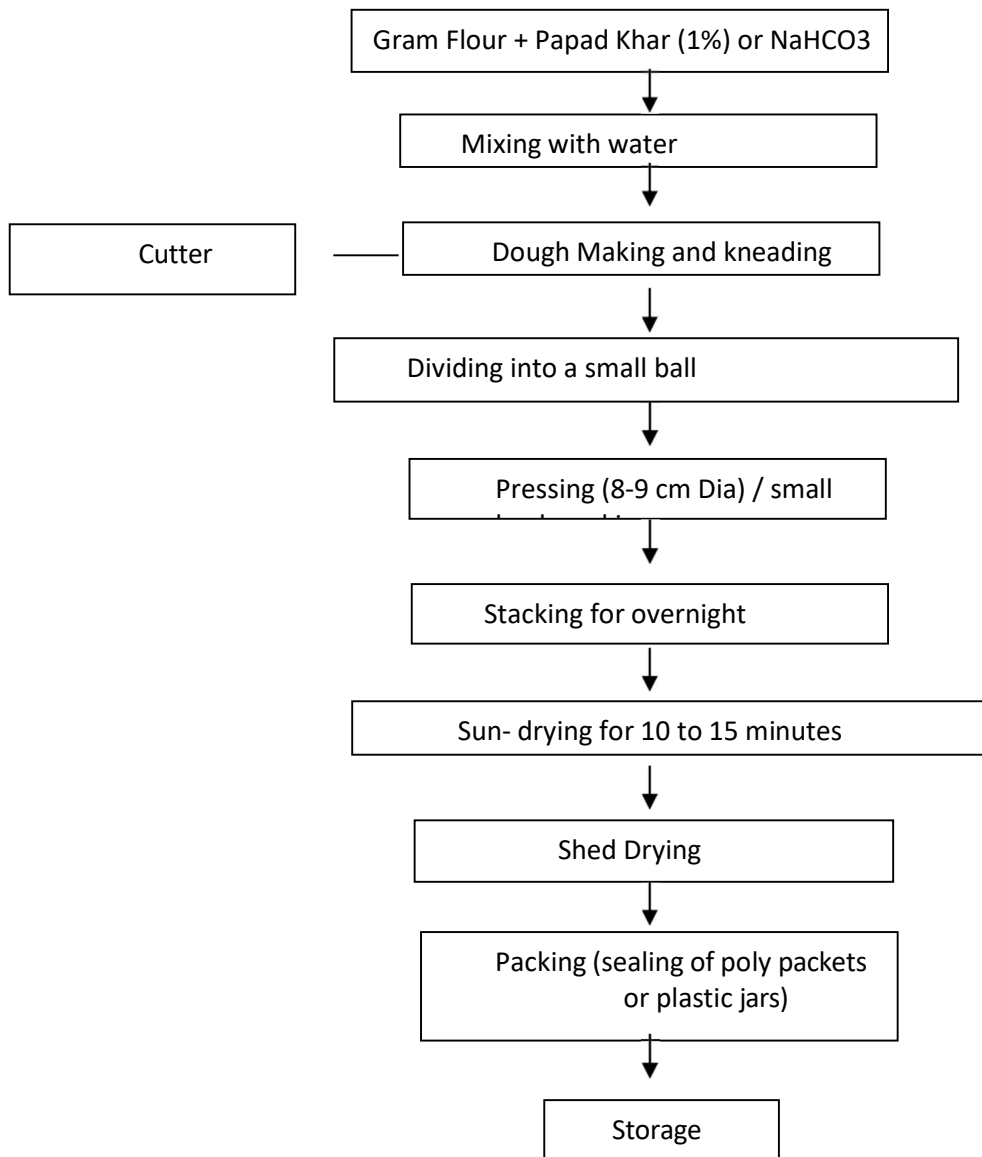 Gram Flour + Papad Khar (1%) or NaHCO3
Mixing with water
Cutter
Dough Making and kneading
Dividing into a small ball
Pressing (8-9 cm Dia) / small
Stacking for overnight
Sun- drying for 10 to 15 minutes
Shed Drying
Packing (sealing of poly packets
or plastic jars)
Storage